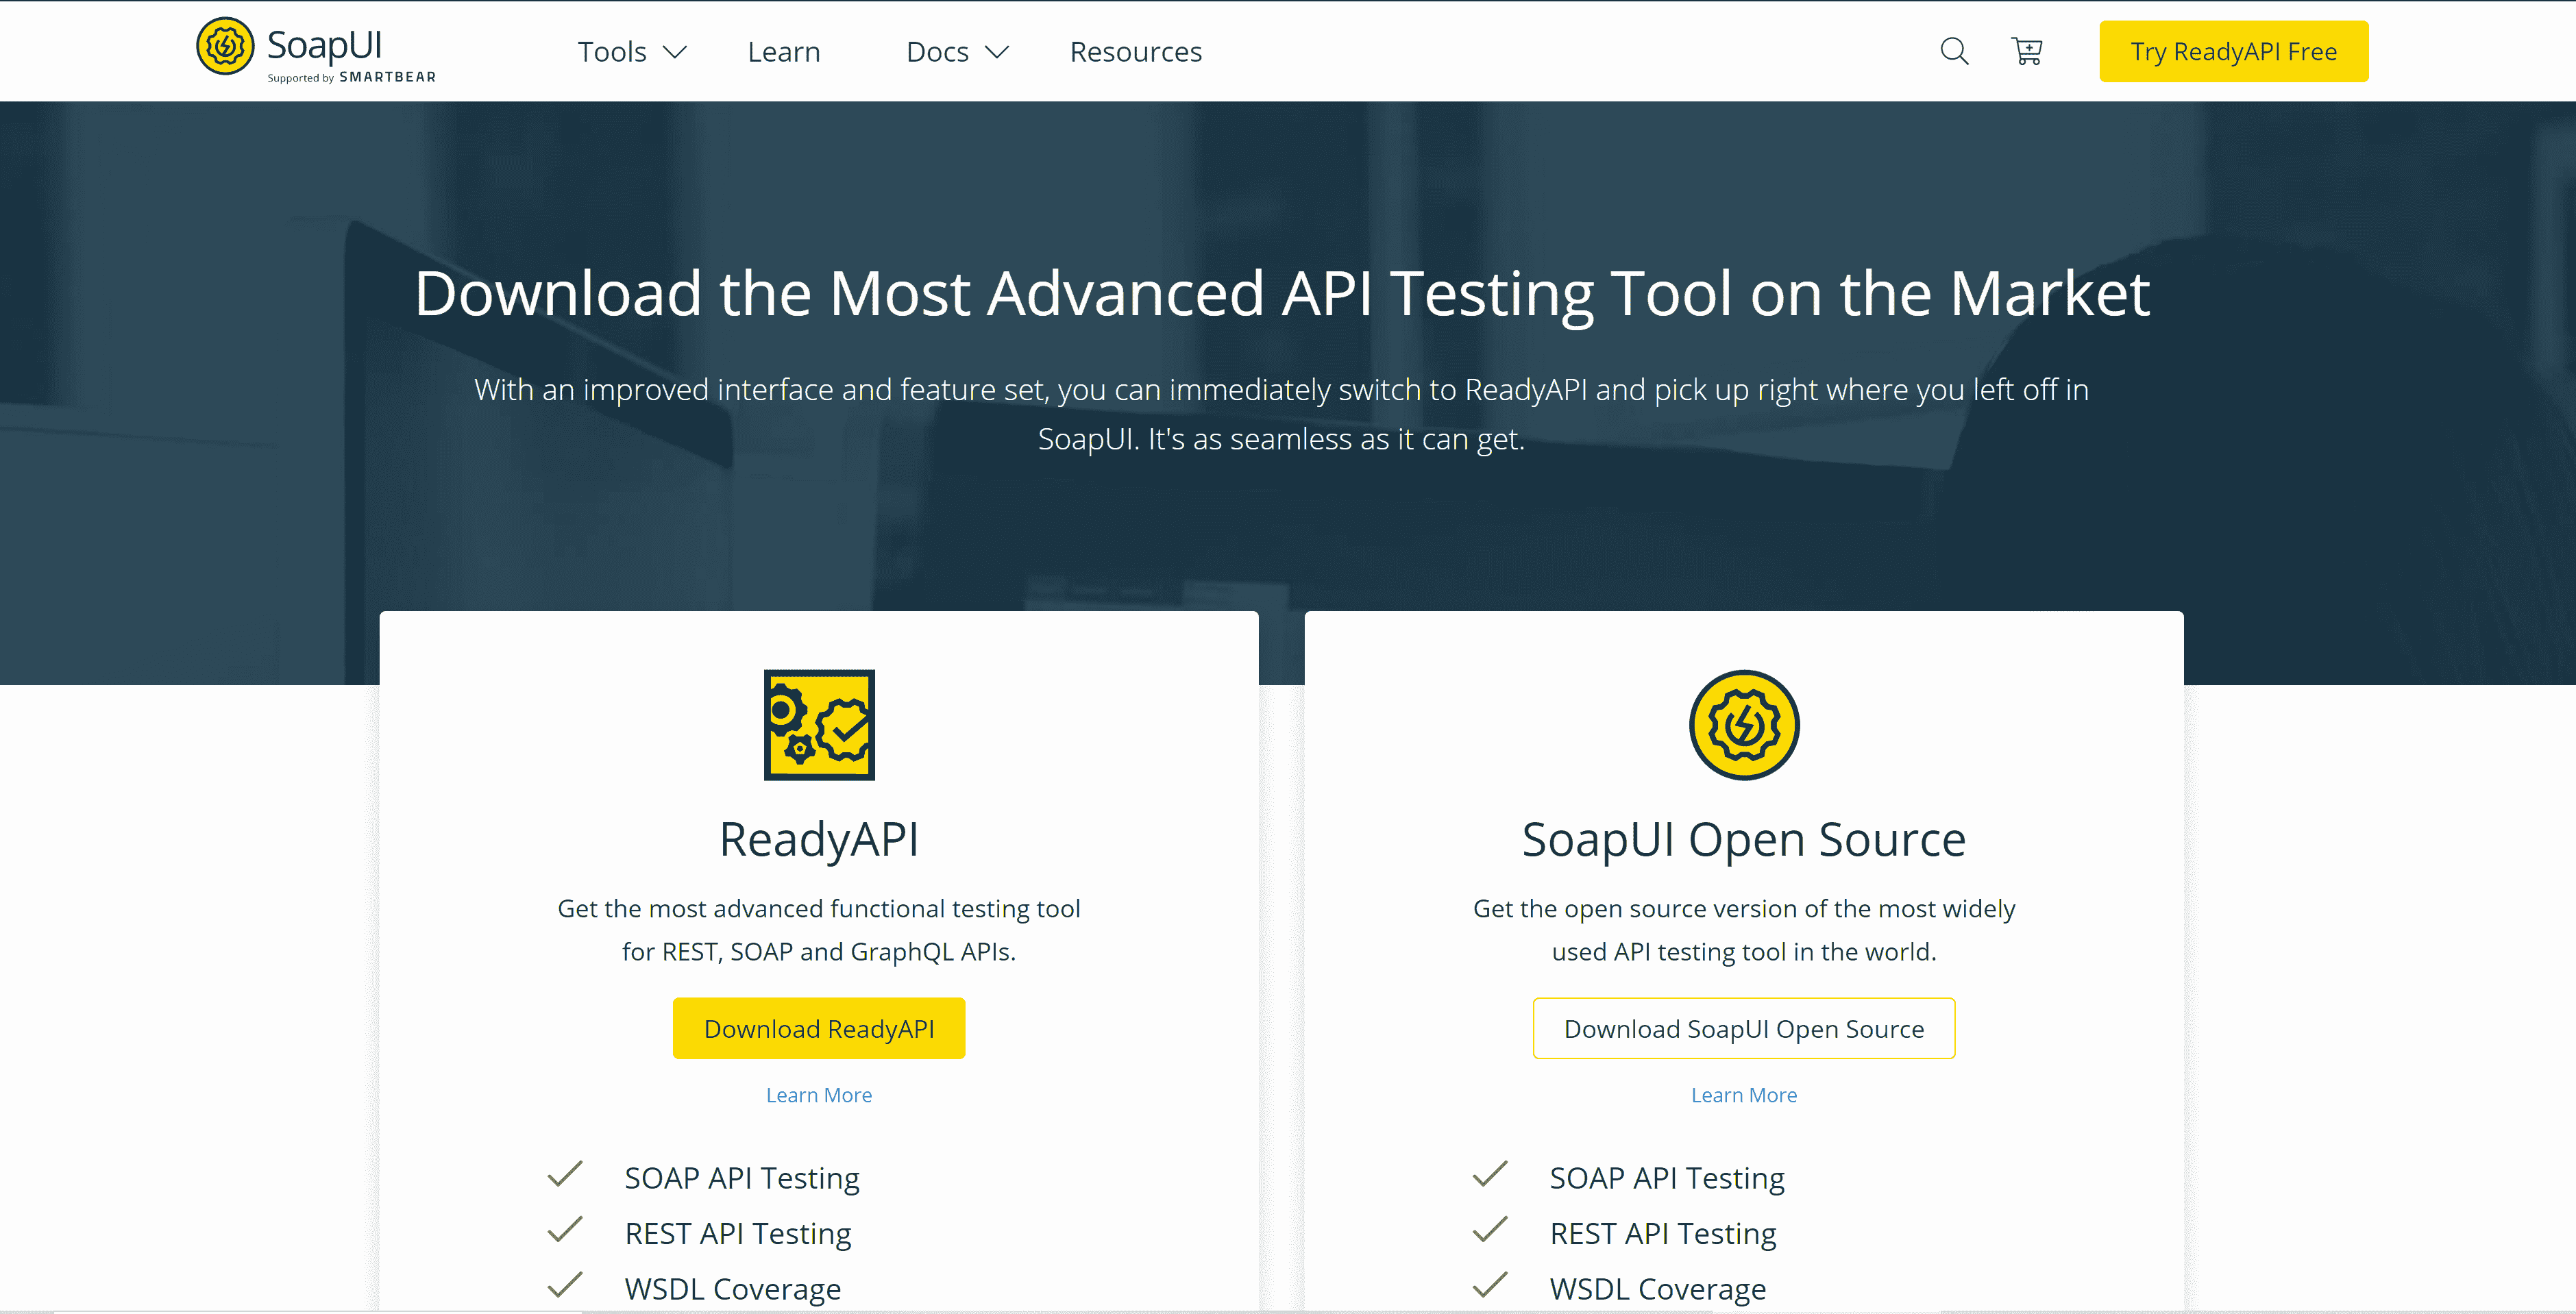 SoapUI
Supported by SMARTBEAR
Tools
Learn
Docs
Resources
Try ReadyAPI Free
Download the Most Advanced API Testing Tool on the Market
With an improved interface and feature set, you can immediately switch to ReadyAPI and pick up right where you left off in
SoapUI. It's as seamless as it can get.
ReadyAPI
Get the most advanced functional testing tool
for REST, SOAP and GraphQL APIs.
Download ReadyAPI
Learn More
SOAP API Testing
REST API Testing
WSDL Coverage
SoapUI Open Source
Get the open source version of the most widely
used API testing tool in the world.
Download SoapUI Open Source
Learn More
SOAP API Testing
REST API Testing
WSDL Coverage